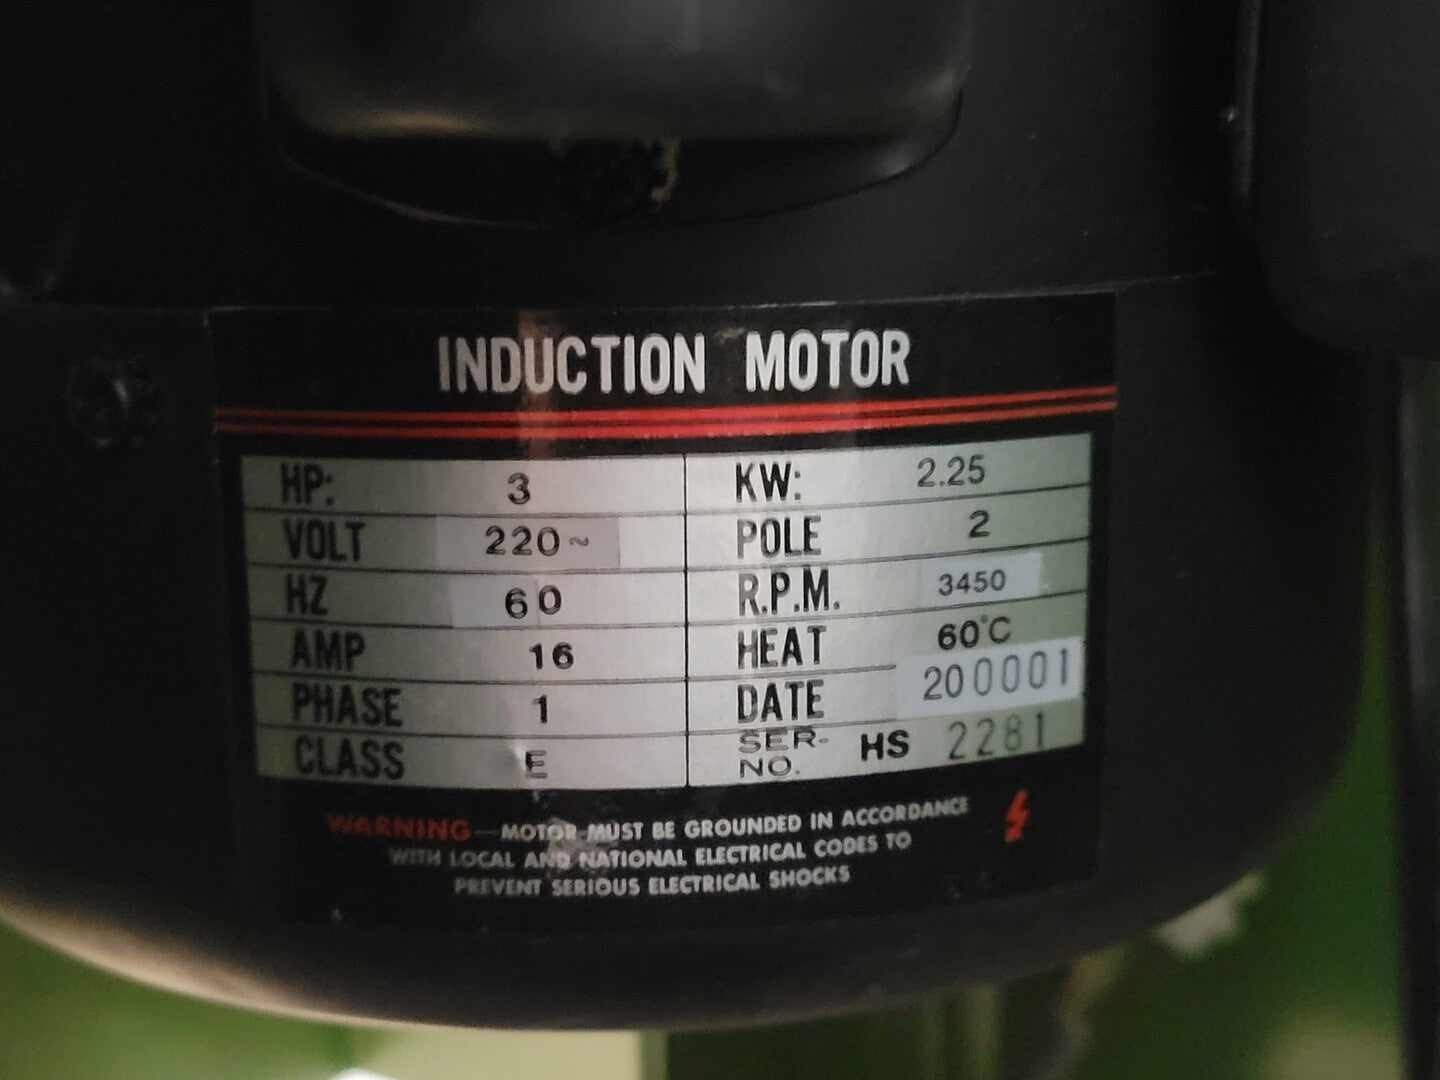 INDUCTION MOTOR
HP: 3 KW: 2.25
VOLT 220~ POLE 2
HZ 60 R.P.M. 3450
AMP 16 HEAT 60°C
PHASE 1 DATE 200001
CLASS E SER-NO. HS 2281
WARNING — MOTOR MUST BE GROUNDED IN ACCORDANCE
WITH LOCAL AND NATIONAL ELECTRICAL CODES TO
PREVENT SERIOUS ELECTRICAL SHOCKS